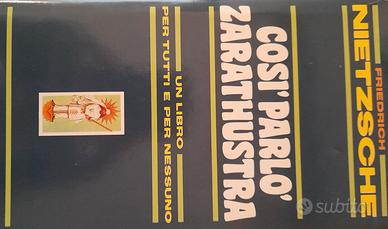 FRIEDRICH
NIETZSCHE
COSI' PARLO'
ZARATHUSTRA
UN LIBRO
PER TUTTI E PER NESSUNO
subito